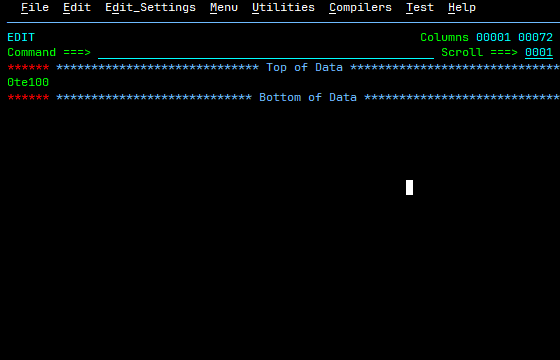 File Edit Edit_Settings Menu Utilities Compilers Test Help
EDIT Columns 00001 00072
Command ===> Scroll ===> 0001
****** ***************************** Top of Data ******************************
0te100
****** **************************** Bottom of Data ****************************